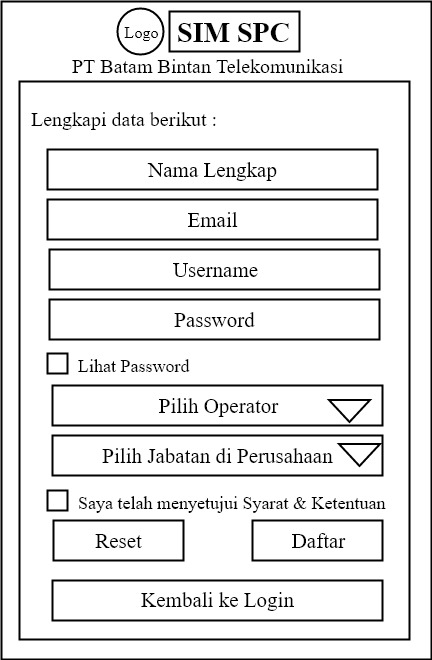 Logo
SIM SPC
PT Batam Bintan Telekomunikasi
Lengkapi data berikut :
Nama Lengkap
Email
Username
Password
Lihat Password
Pilih Operator
Pilih Jabatan di Perusahaan
Saya telah menyetujui Syarat & Ketentuan
Reset
Daftar
Kembali ke Login